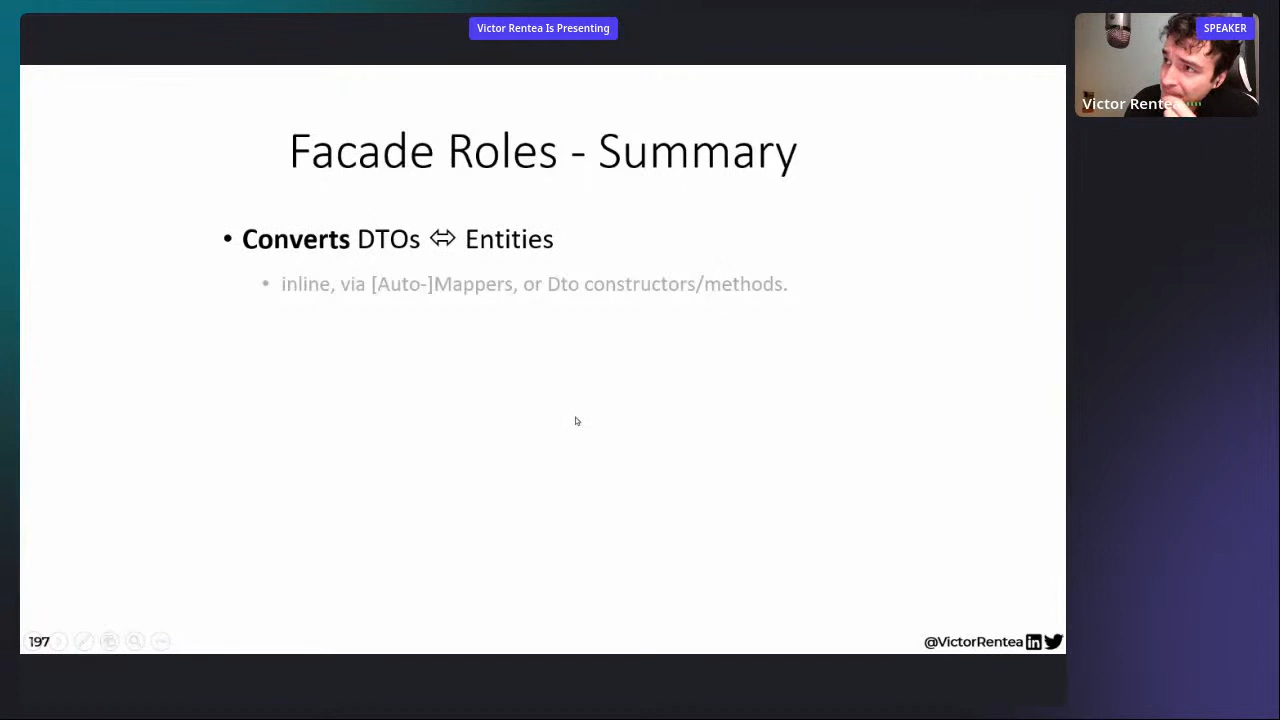 Victor Rentea Is Presenting
SPEAKER
Victor Rentea
Facade Roles - Summary
• Converts DTOs ⇔ Entities
• inline, via [Auto-]Mappers, or Dto constructors/methods.
197
@VictorRentea